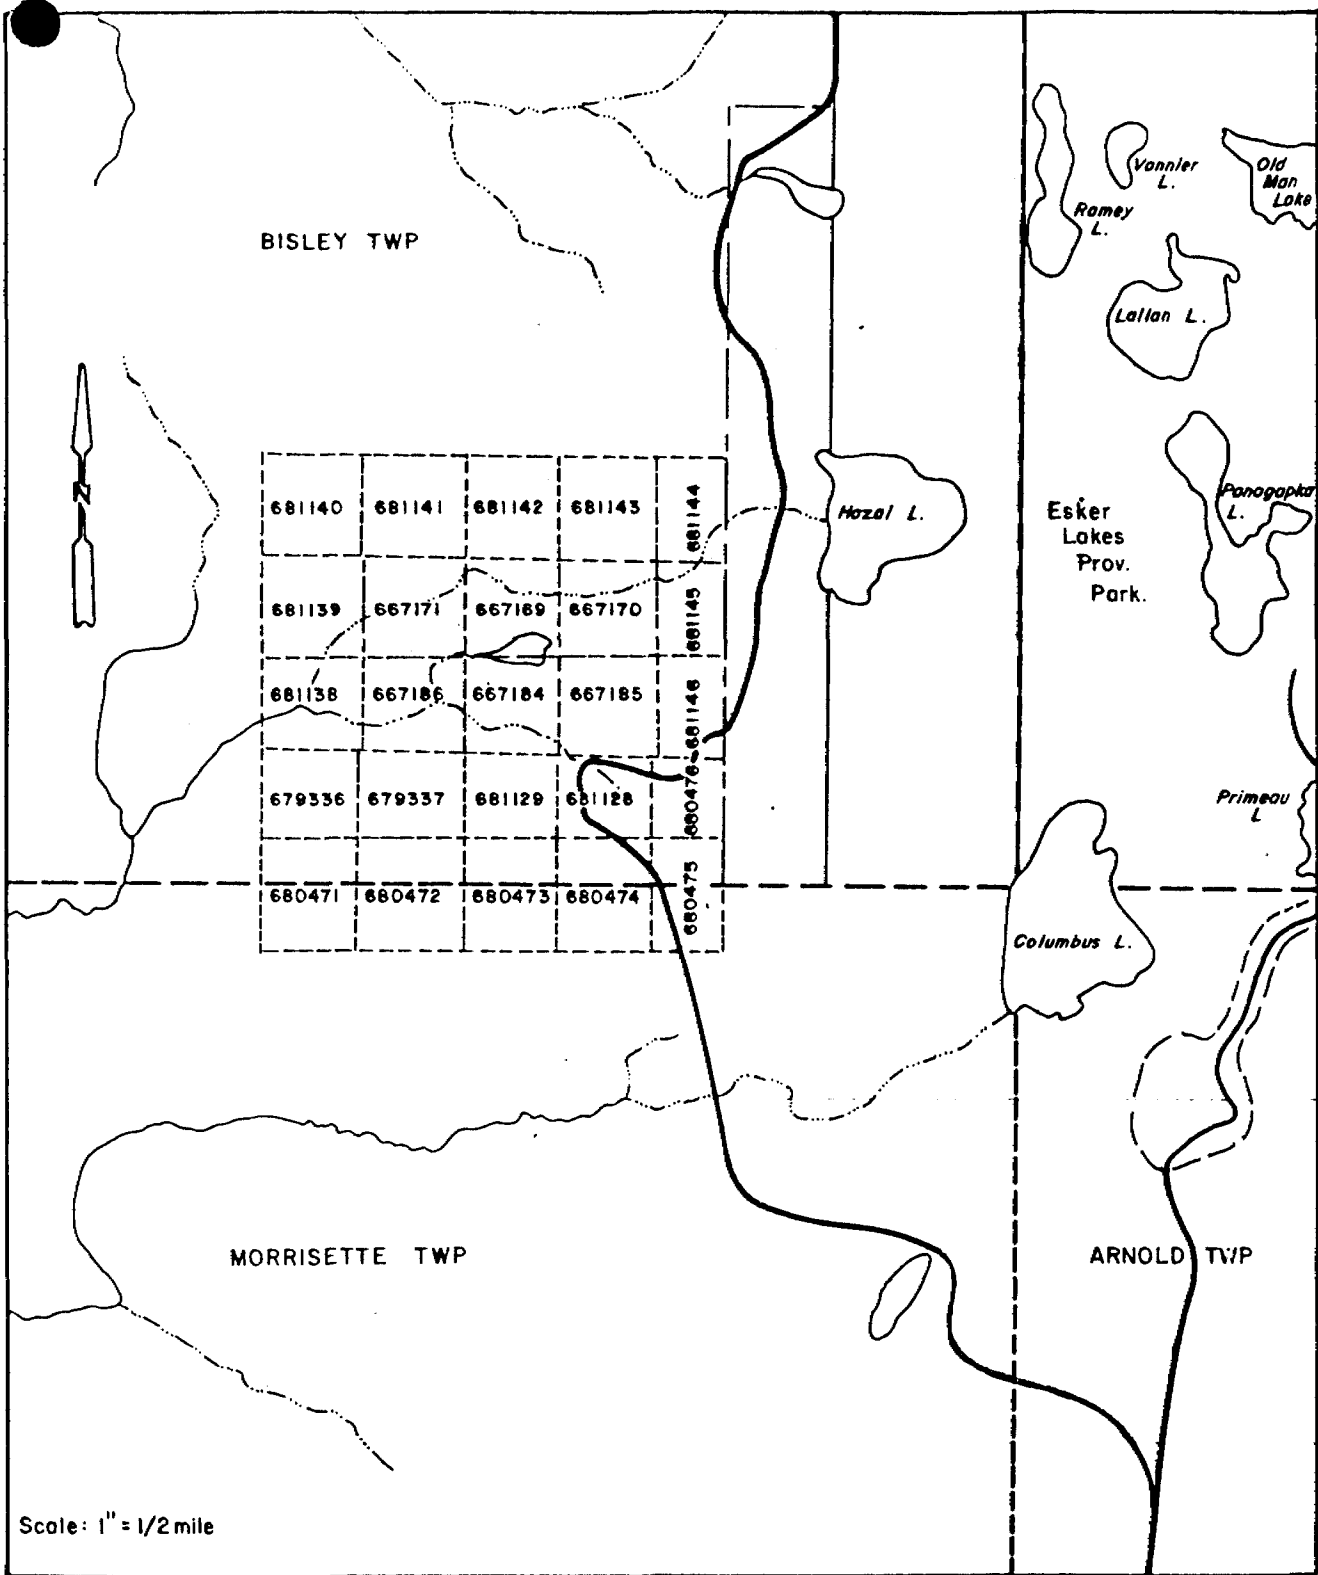 Vannier
L.
Old
Man
Lake
Ramey
L.
BISLEY TWP
Lallan L.
N
681140 681141 681142 681143 681144
Hazal L.
Esker
Lakes
Prov.
Park.
Panagapka
L.
681139 667171 667169 667170 681145
681138 667186 667184 667185 681146
679336 679337 681129 681128 680476
Primeau
L
680471 680472 680473 680474 680475
Columbus L.
MORRISETTE TWP
ARNOLD TWP
Scale: 1" = 1/2 mile